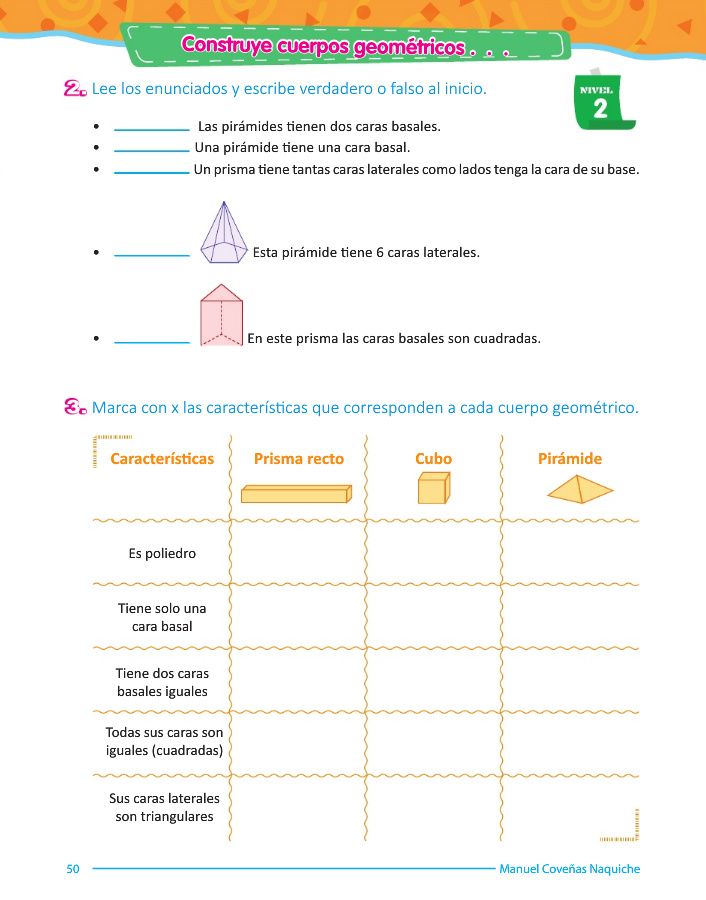 Construye cuerpos geométricos . . .
2. Lee los enunciados y escribe verdadero o falso al inicio.
NIVEL
2
• __________ Las pirámides tienen dos caras basales.
• __________ Una pirámide tiene una cara basal.
• __________ Un prisma tiene tantas caras laterales como lados tenga la cara de su base.
• __________ Esta pirámide tiene 6 caras laterales.
• __________ En este prisma las caras basales son cuadradas.
3. Marca con x las características que corresponden a cada cuerpo geométrico.
Características Prisma recto Cubo Pirámide
Es poliedro
Tiene solo una
cara basal
Tiene dos caras
basales iguales
Todas sus caras son
iguales (cuadradas)
Sus caras laterales
son triangulares
50 Manuel Coveñas Naquiche